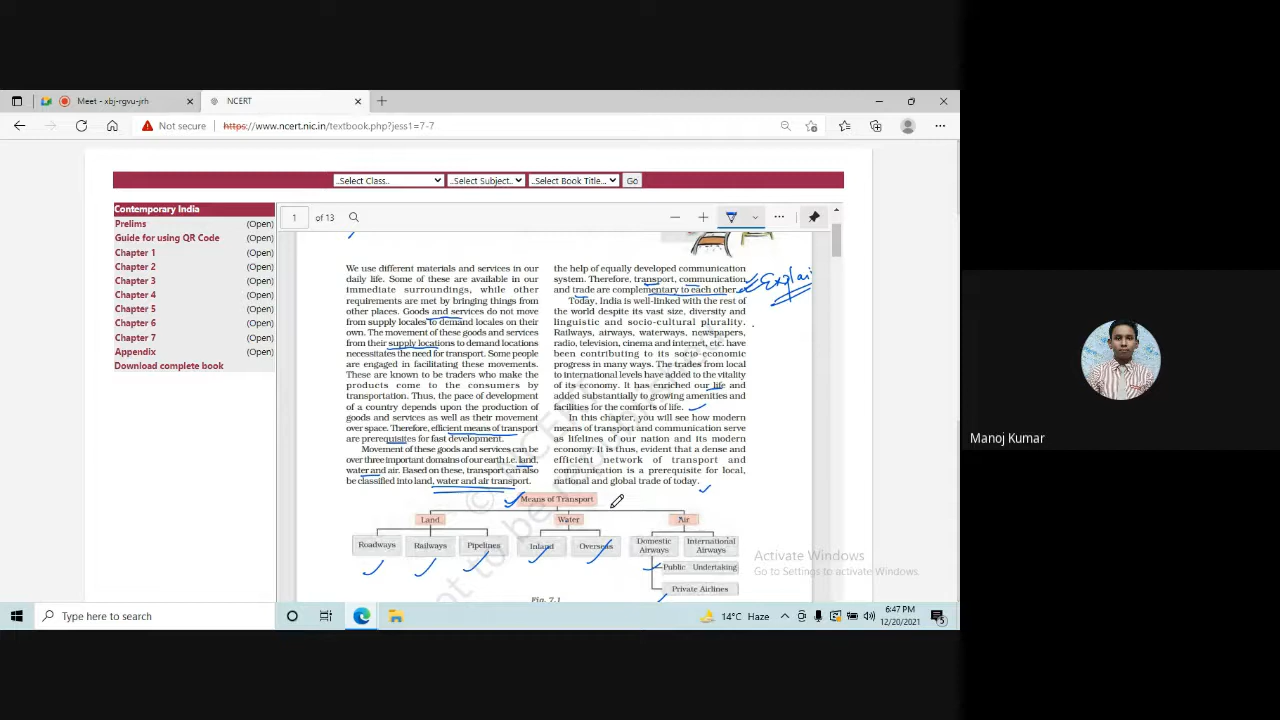 Meet - xbj-rgvu-jrh
NCERT
Not secure https://www.ncert.nic.in/textbook.php?jess1=7-7
..Select Class.. ..Select Subject.. ..Select Book Title... Go
Contemporary India
Prelims (Open)
Guide for using QR Code (Open)
Chapter 1 (Open)
Chapter 2 (Open)
Chapter 3 (Open)
Chapter 4 (Open)
Chapter 5 (Open)
Chapter 6 (Open)
Chapter 7 (Open)
Appendix (Open)
Download complete book
1 of 13
We use different materials and services in our
daily life. Some of these are available in our
immediate surroundings, while other
requirements are met by bringing things from
other places. Goods and services do not move
from supply locales to demand locales on their
own. The movement of these goods and services
from their supply locations to demand locations
necessitates the need for transport. Some people
are engaged in facilitating these movements.
These are known to be traders who make the
products come to the consumers by
transportation. Thus, the pace of development
of a country depends upon the production of
goods and services as well as their movement
over space. Therefore, efficient means of transport
are prerequisites for fast development.
Movement of these goods and services can be
over three important domains of our earth i.e. land,
water and air. Based on these, transport can also
be classified into land, water and air transport.
the help of equally developed communication
system. Therefore, transport, communication
and trade are complementary to each other.
Explai
Today, India is well-linked with the rest of
the world despite its vast size, diversity and
linguistic and socio-cultural plurality.
Railways, airways, waterways, newspapers,
radio, television, cinema and internet, etc. have
been contributing to its socio-economic
progress in many ways. The trades from local
to international levels have added to the vitality
of its economy. It has enriched our life and
added substantially to growing amenities and
facilities for the comforts of life.
In this chapter, you will see how modern
means of transport and communication serve
as lifelines of our nation and its modern
economy. It is thus, evident that a dense and
efficient network of transport and
communication is a prerequisite for local,
national and global trade of today.
Means of Transport
Land Water Air
Roadways Railways Pipelines Inland Overseas Domestic Airways International Airways
Public Undertaking
Private Airlines
Fig. 7.1
© NCERT
not to be
Activate Windows
Go to Settings to activate Windows.
Type here to search
14°C Haze
6:47 PM
12/20/2021
5
Manoj Kumar